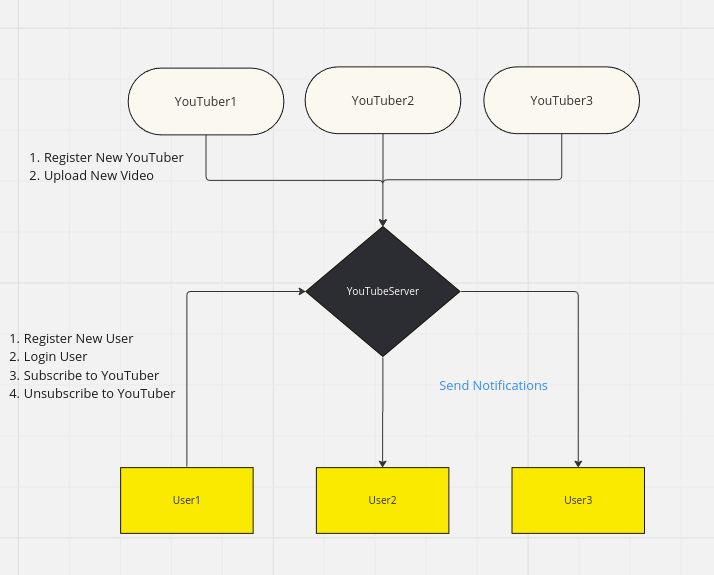 YouTuber1
YouTuber2
YouTuber3
1. Register New YouTuber
2. Upload New Video
YouTubeServer
1. Register New User
2. Login User
3. Subscribe to YouTuber
4. Unsubscribe to YouTuber
Send Notifications
User1
User2
User3